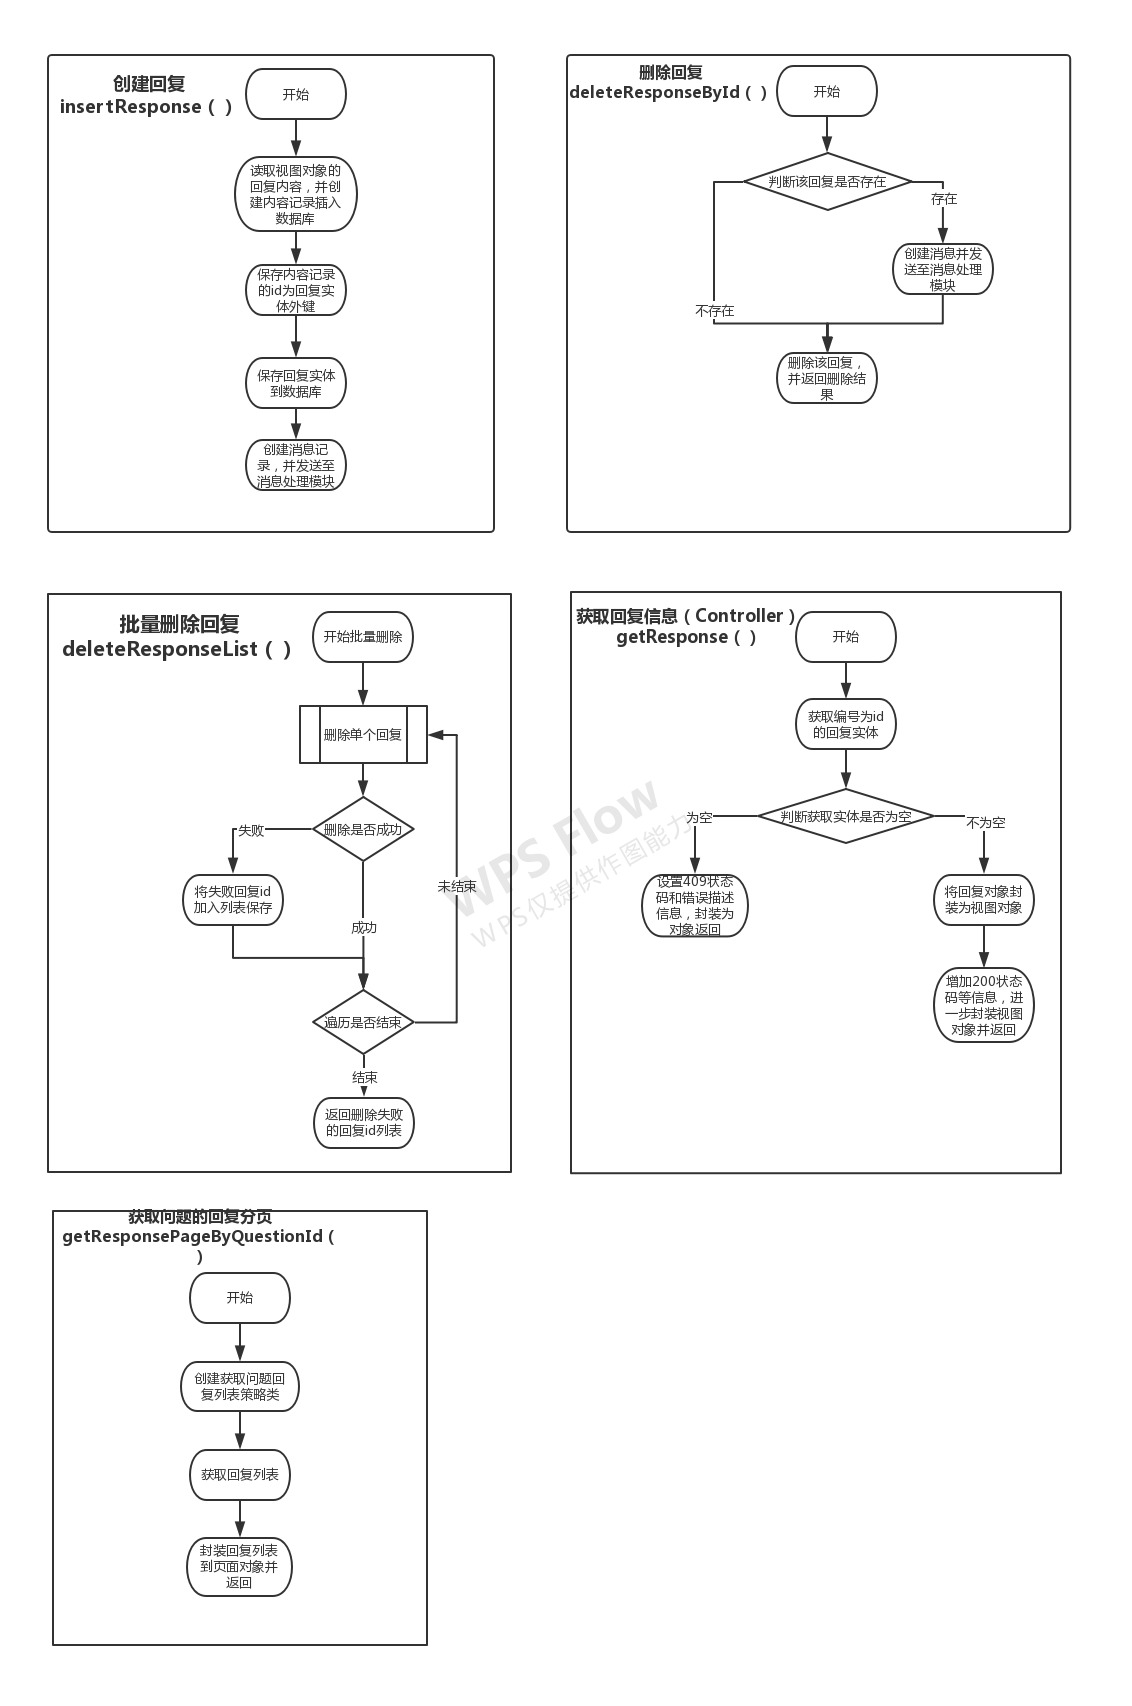 创建回复
insertResponse（ ）
开始
读取视图对象的
回复内容，并创
建内容记录插入
数据库
保存内容记录
的id为回复实
体外键
保存回复实体
到数据库
创建消息记
录，并发送至
消息处理模块
删除回复
deleteResponseById（ ）
开始
判断该回复是否存在
存在
创建消息并发
送至消息处理
模块
不存在
删除该回复，
并返回删除结
果
批量删除回复
deleteResponseList（ ）
开始批量删除
删除单个回复
删除是否成功
失败
将失败回复id
加入列表保存
成功
未结束
遍历是否结束
结束
返回删除失败
的回复id列表
获取回复信息（Controller）
getResponse（ ）
开始
获取编号为id
的回复实体
判断获取实体是否为空
为空
不为空
设置409状态
码和错误描述
信息，封装为
对象返回
将回复对象封
装为视图对象
增加200状态
码等信息，进
一步封装视图
对象并返回
WPS Flow
WPS仅提供作图能力
获取问题的回复分页
getResponsePageByQuestionId（
）
开始
创建获取问题回
复列表策略类
获取回复列表
封装回复列表
到页面对象并
返回